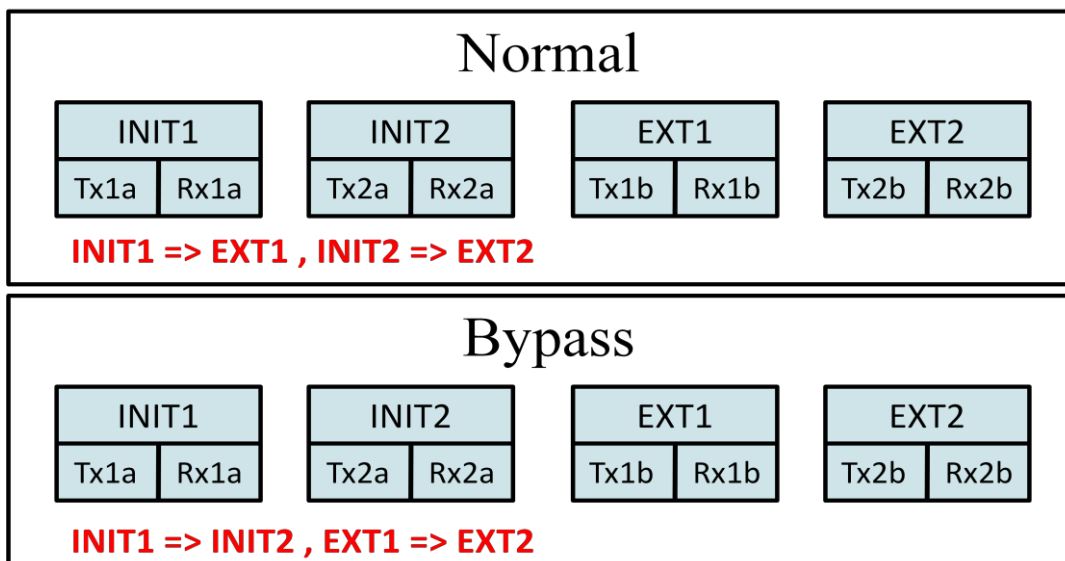 Normal
INIT1 INIT2 EXT1 EXT2
Tx1a Rx1a Tx2a Rx2a Tx1b Rx1b Tx2b Rx2b
INIT1 => EXT1 , INIT2 => EXT2
Bypass
INIT1 INIT2 EXT1 EXT2
Tx1a Rx1a Tx2a Rx2a Tx1b Rx1b Tx2b Rx2b
INIT1 => INIT2 , EXT1 => EXT2